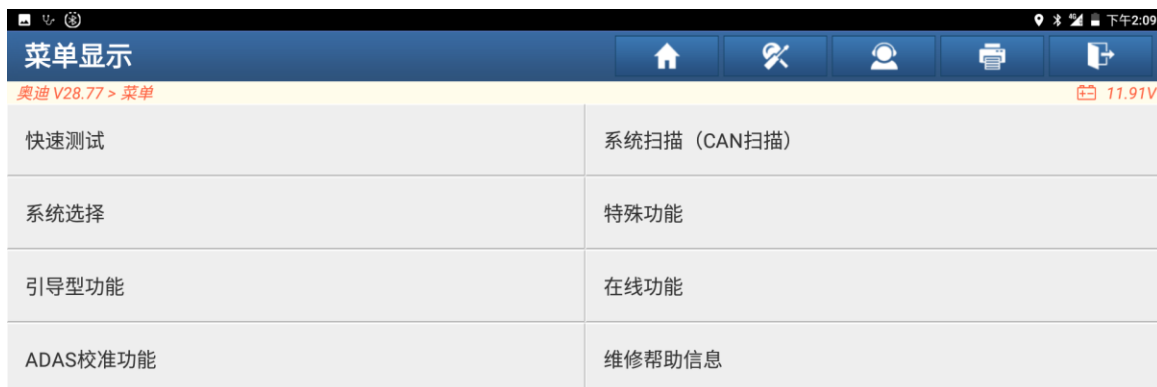 4G 下午2:09
菜单显示
奥迪 V28.77 > 菜单 11.91V
快速测试 系统扫描（CAN扫描）
系统选择 特殊功能
引导型功能 在线功能
ADAS校准功能 维修帮助信息